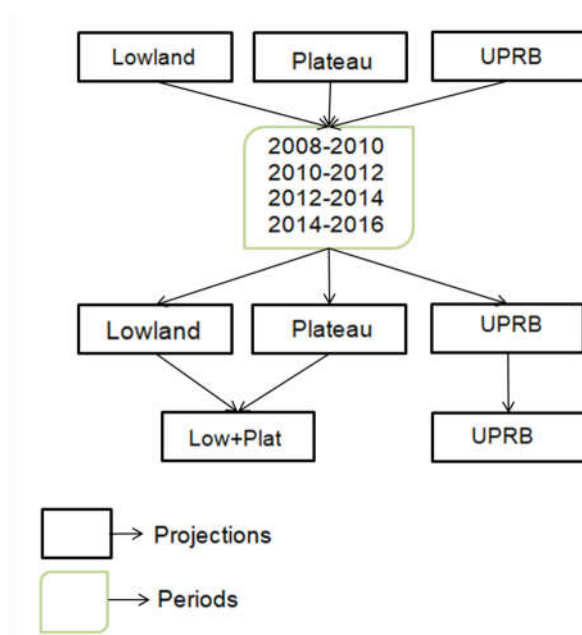 Lowland
Plateau
UPRB
2008-2010
2010-2012
2012-2014
2014-2016
Lowland
Plateau
UPRB
Low+Plat
UPRB
Projections
Periods